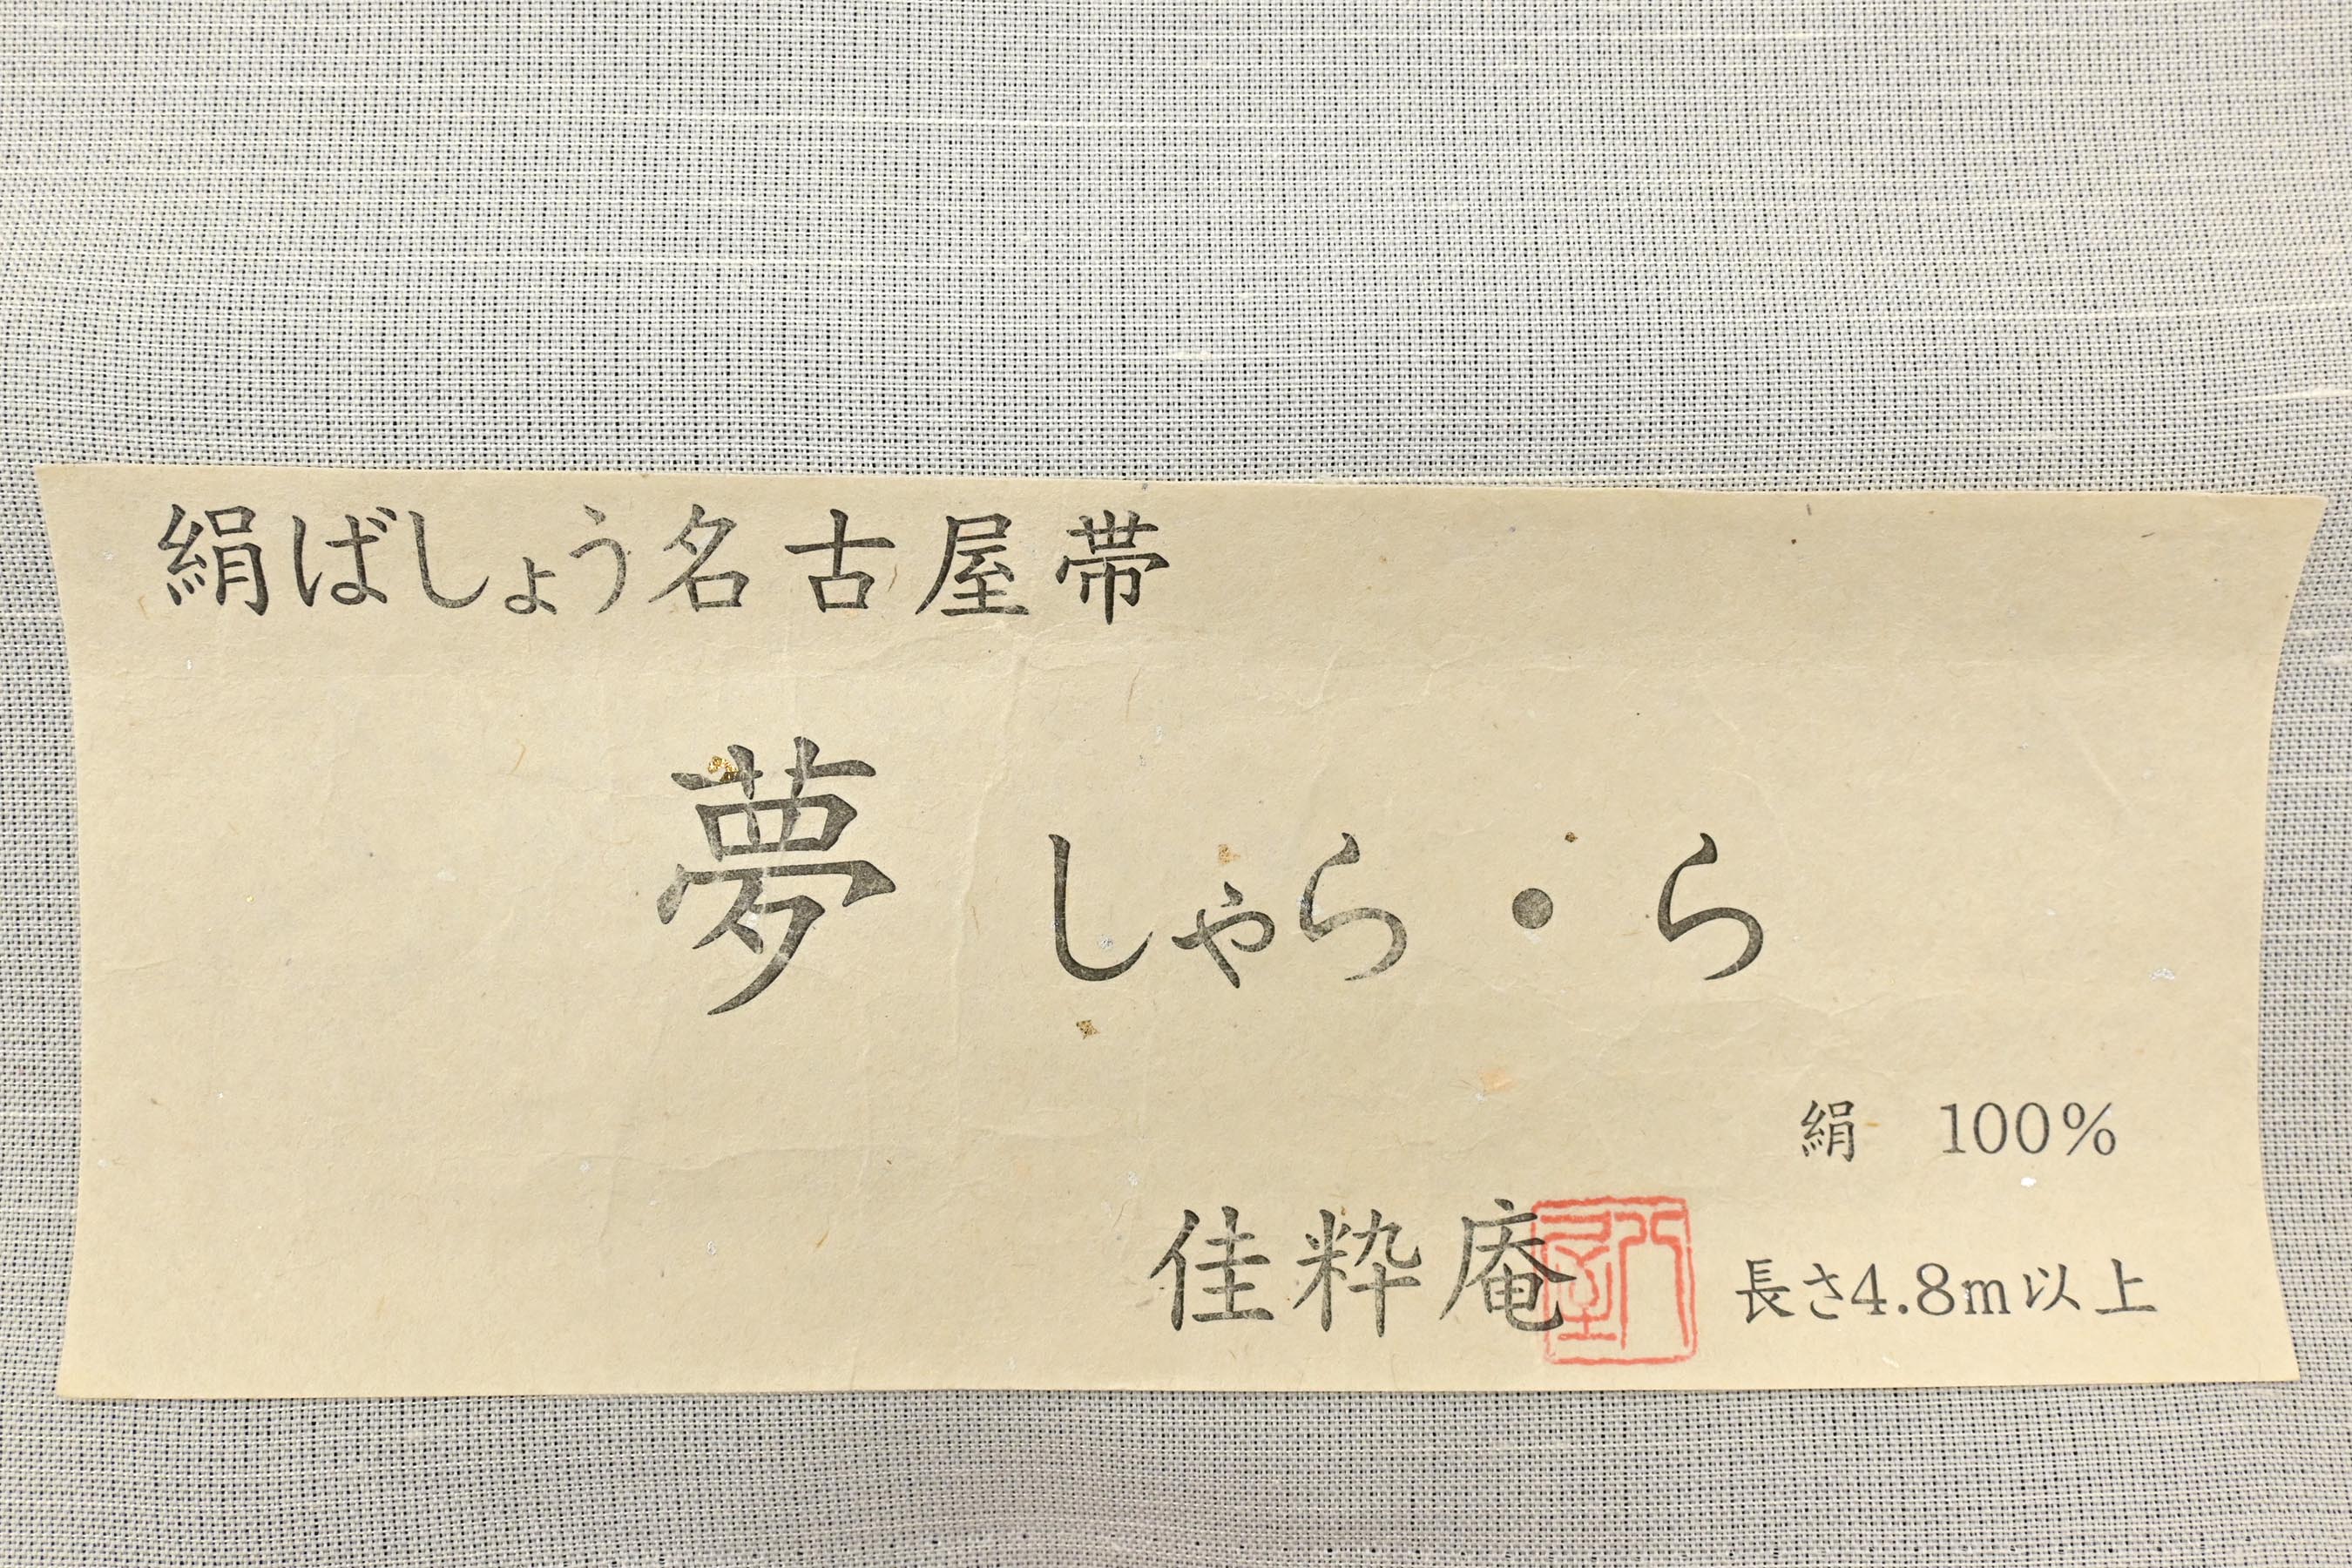 絹ばしょう名古屋帯
夢 しゃら・ら
絹 100%
佳粋庵
長さ4.8m以上